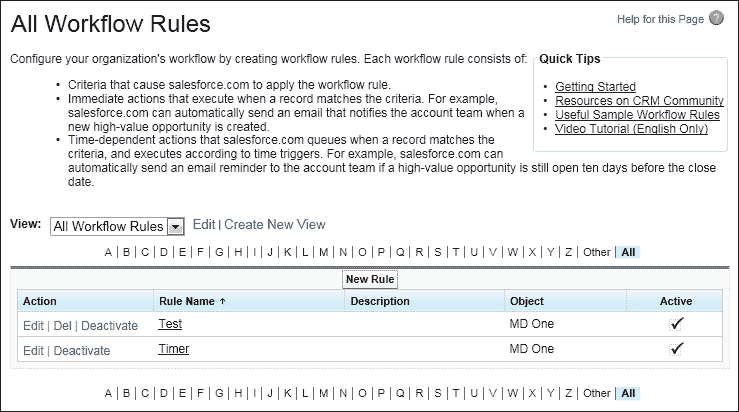 All Workflow Rules
Help for this Page ?
Configure your organization's workflow by creating workflow rules. Each workflow rule consists of:
• Criteria that cause salesforce.com to apply the workflow rule.
• Immediate actions that execute when a record matches the criteria. For example,
salesforce.com can automatically send an email that notifies the account team when a
new high-value opportunity is created.
• Time-dependent actions that salesforce.com queues when a record matches the
criteria, and executes according to time triggers. For example, salesforce.com can
automatically send an email reminder to the account team if a high-value opportunity is still open ten days before the close
date.
Quick Tips
• Getting Started
• Resources on CRM Community
• Useful Sample Workflow Rules
• Video Tutorial (English Only)
View: All Workflow Rules Edit | Create New View
A | B | C | D | E | F | G | H | I | J | K | L | M | N | O | P | Q | R | S | T | U | V | W | X | Y | Z | Other | All
New Rule
Action Rule Name ↑ Description Object Active
Edit | Del | Deactivate Test MD One ✓
Edit | Deactivate Timer MD One ✓
A | B | C | D | E | F | G | H | I | J | K | L | M | N | O | P | Q | R | S | T | U | V | W | X | Y | Z | Other | All